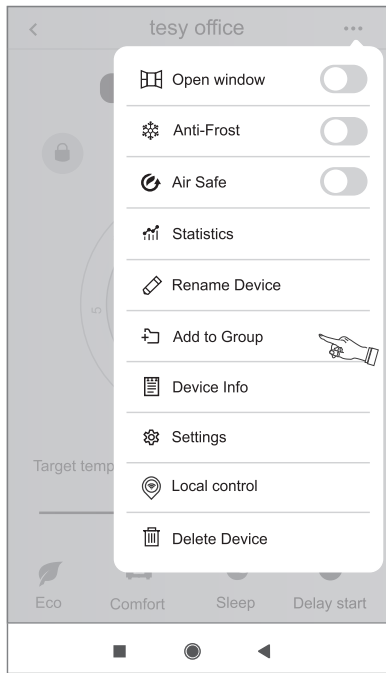 tesy office
Open window
Anti-Frost
Air Safe
Statistics
Rename Device
Add to Group
5
Device Info
Settings
Target temp
Local control
Delete Device
Eco Comfort Sleep Delay start